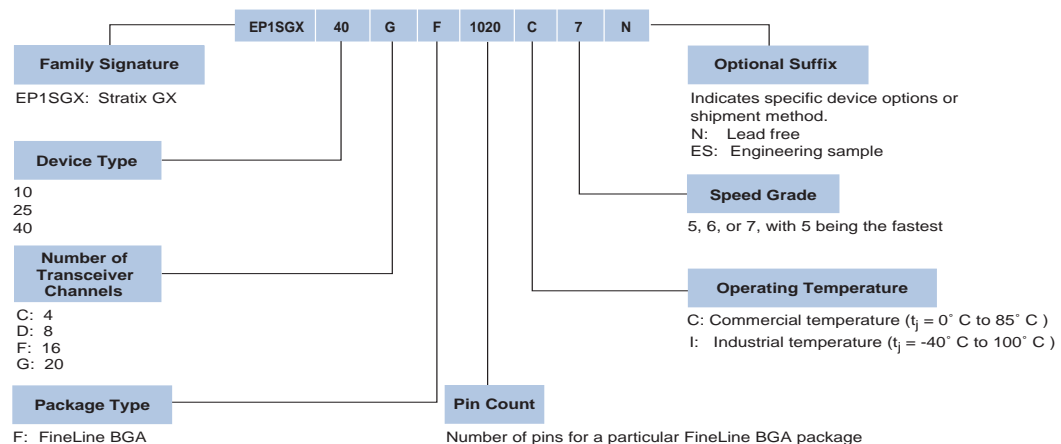 EP1SGX 40 G F 1020 C 7 N
Family Signature
EP1SGX: Stratix GX
Device Type
10
25
40
Number of
Transceiver
Channels
C: 4
D: 8
F: 16
G: 20
Package Type
F: FineLine BGA
Optional Suffix
Indicates specific device options or
shipment method.
N: Lead free
ES: Engineering sample
Speed Grade
5, 6, or 7, with 5 being the fastest
Operating Temperature
C: Commercial temperature (tj = 0˚ C to 85˚ C )
I: Industrial temperature (tj = -40˚ C to 100˚ C )
Pin Count
Number of pins for a particular FineLine BGA package